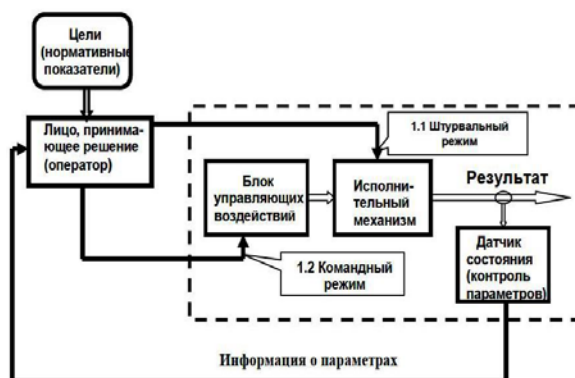 Цели
(нормативные
показатели)
Лицо, принима-
ющее решение
(оператор)
1.1 Штурвальный
режим
Блок
управляющих
воздействий
Исполни-
тельный
механизм
Результат
Датчик
состояния
(контроль
параметров)
1.2 Командный
режим
Информация о параметрах